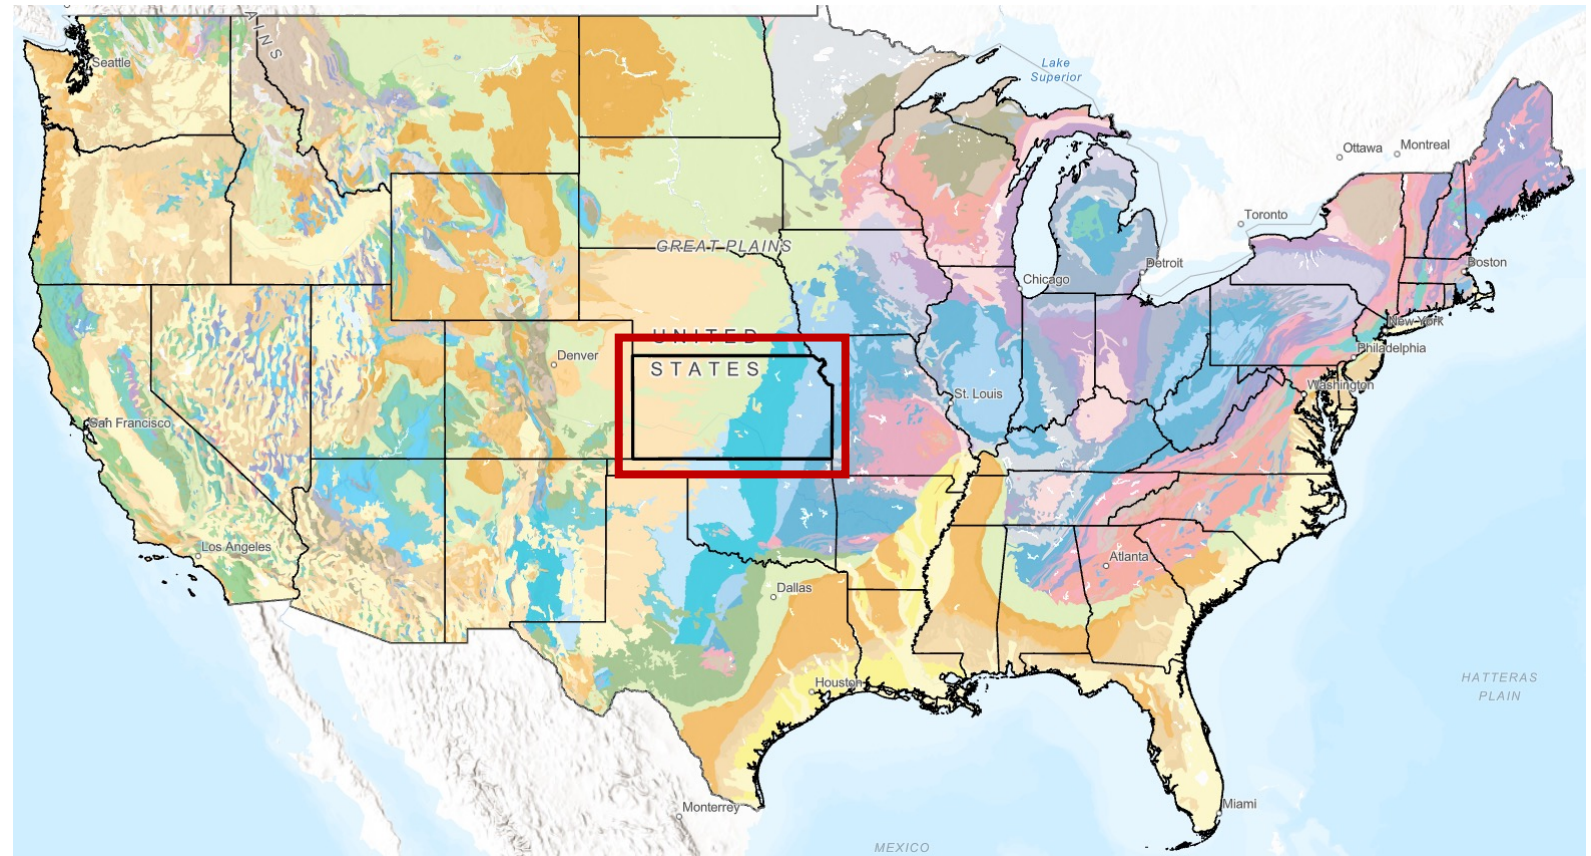 AINS
Seattle
Lake
Superior
Ottawa
Montreal
Toronto
GREAT PLAINS
Detroit
Boston
Chicago
New York
UNITED
STATES
Denver
Philadelphia
Washington
St. Louis
San Francisco
Los Angeles
Atlanta
Dallas
HATTERAS
PLAIN
Houston
Monterrey
Miami
MEXICO